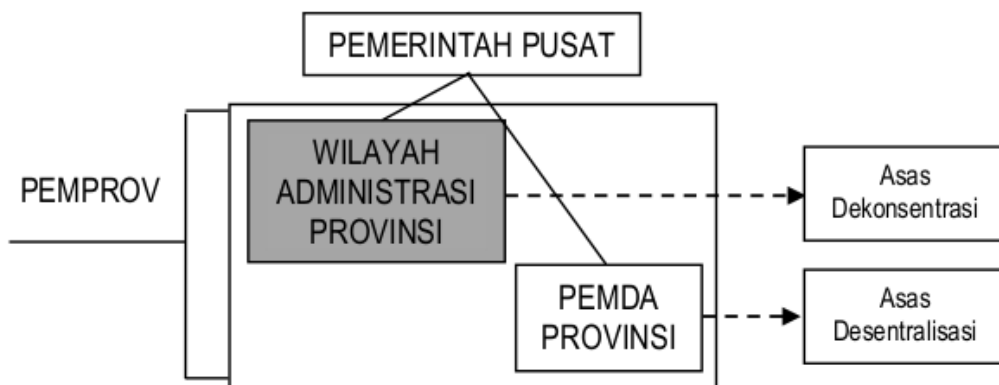 PEMERINTAH PUSAT
PEMPROV
WILAYAH
ADMINISTRASI
PROVINSI
Asas
Dekonsentrasi
PEMDA
PROVINSI
Asas
Desentralisasi